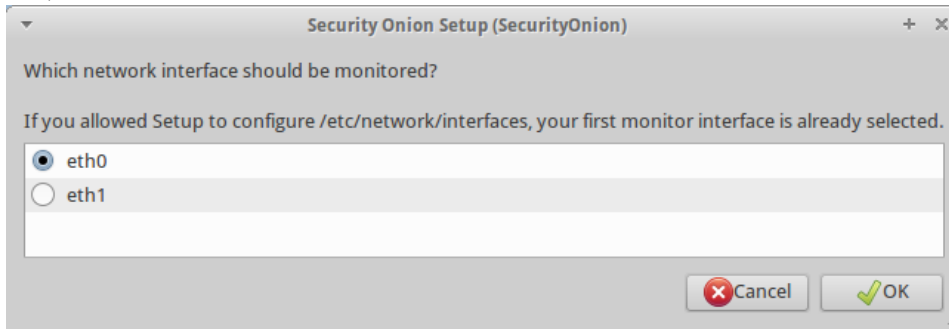 Security Onion Setup (SecurityOnion)
Which network interface should be monitored?
If you allowed Setup to configure /etc/network/interfaces, your first monitor interface is already selected.
eth0
eth1
Cancel
OK